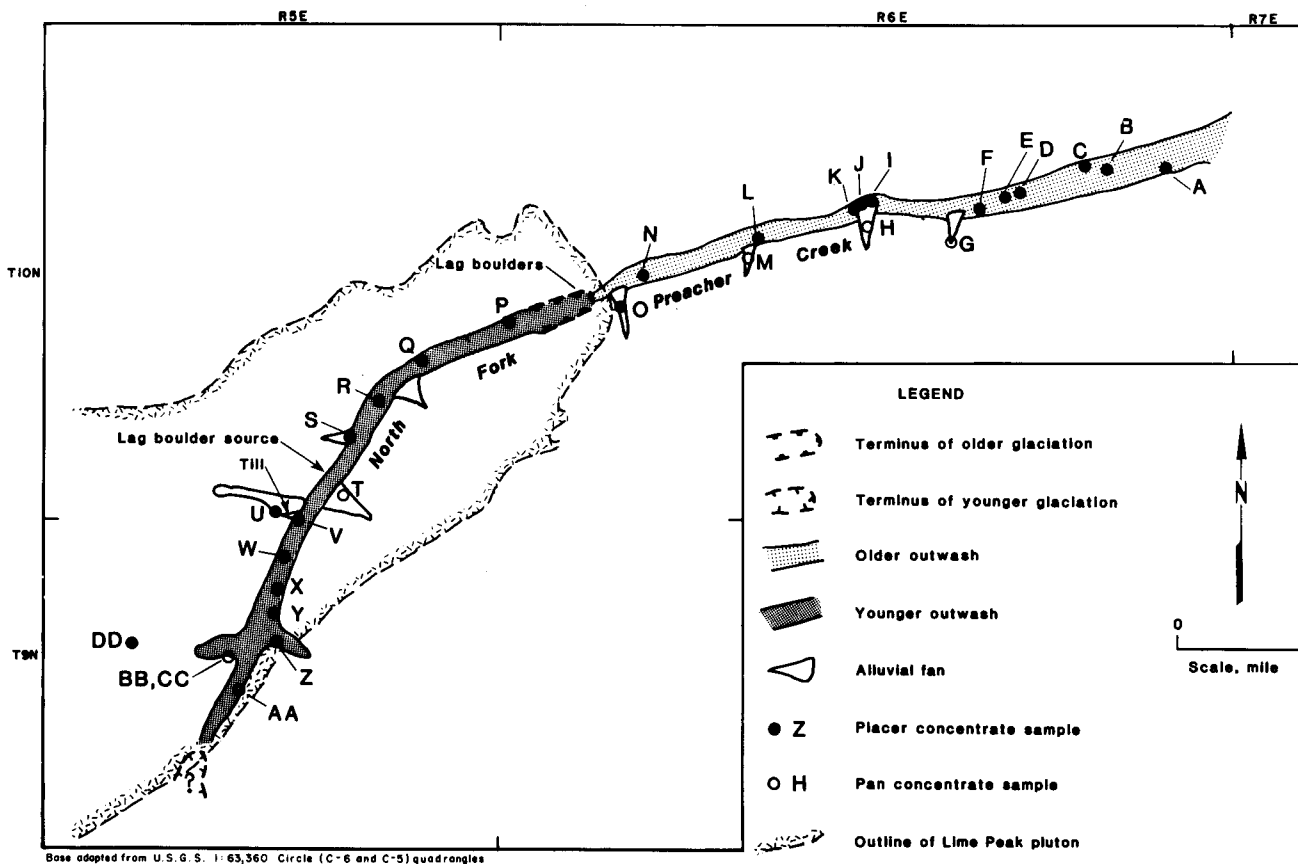 R5E
R6E
R7E
B
E
D
C
I
J
F
K
A
L
H
G
N
Creek
M
Lag boulders
T10N
Preacher
O
P
Q
Fork
R
LEGEND
S
North
Lag boulder source
Terminus of older glaciation
Till
T
Terminus of younger glaciation
N
U
V
W
Older outwash
X
Y
Younger outwash
0
DD
T9N
Scale, mile
BB,CC
Z
Alluvial fan
AA
Z Placer concentrate sample
?
H Pan concentrate sample
Outline of Lime Peak pluton
Base adapted from U.S.G.S. 1:63,360 Circle (C-6 and C-5) quadrangles